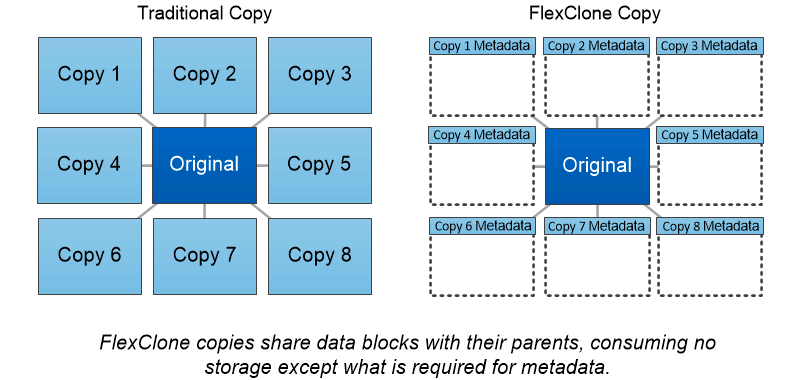 Traditional Copy
FlexClone Copy
Copy 1
Copy 2
Copy 3
Copy 4
Original
Copy 5
Copy 6
Copy 7
Copy 8
Copy 1 Metadata
Copy 2 Metadata
Copy 3 Metadata
Copy 4 Metadata
Original
Copy 5 Metadata
Copy 6 Metadata
Copy 7 Metadata
Copy 8 Metadata
FlexClone copies share data blocks with their parents, consuming no
storage except what is required for metadata.